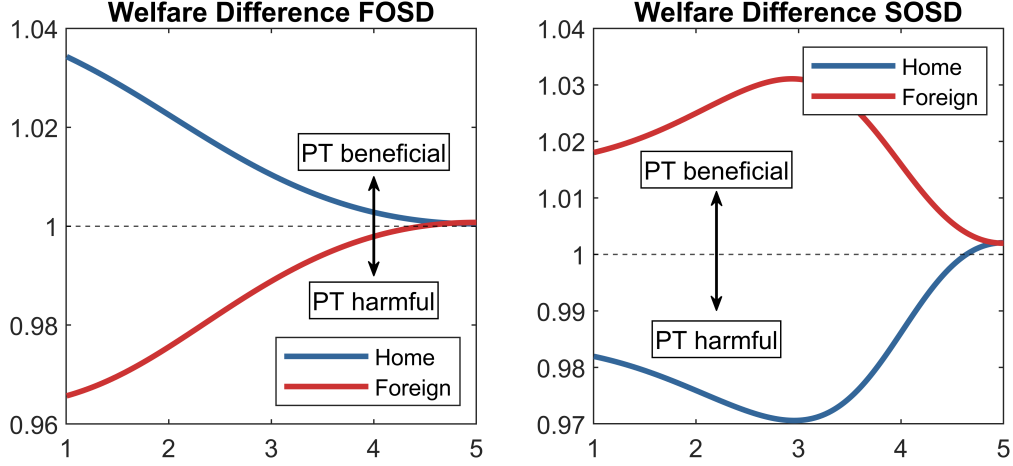 Welfare Difference FOSD
1.04
1.02
1
0.98
0.96
PT beneficial
PT harmful
Home
Foreign
1 2 3 4 5
Welfare Difference SOSD
1.04
1.03
1.02
1.01
1
0.99
0.98
0.97
Home
Foreign
PT beneficial
PT harmful
1 2 3 4 5